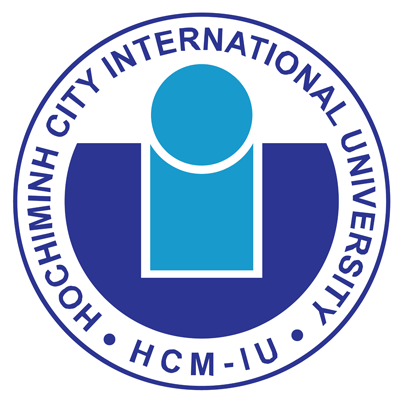 HOCHIMINH CITY INTERNATIONAL UNIVERSITY
• HCM-IU •